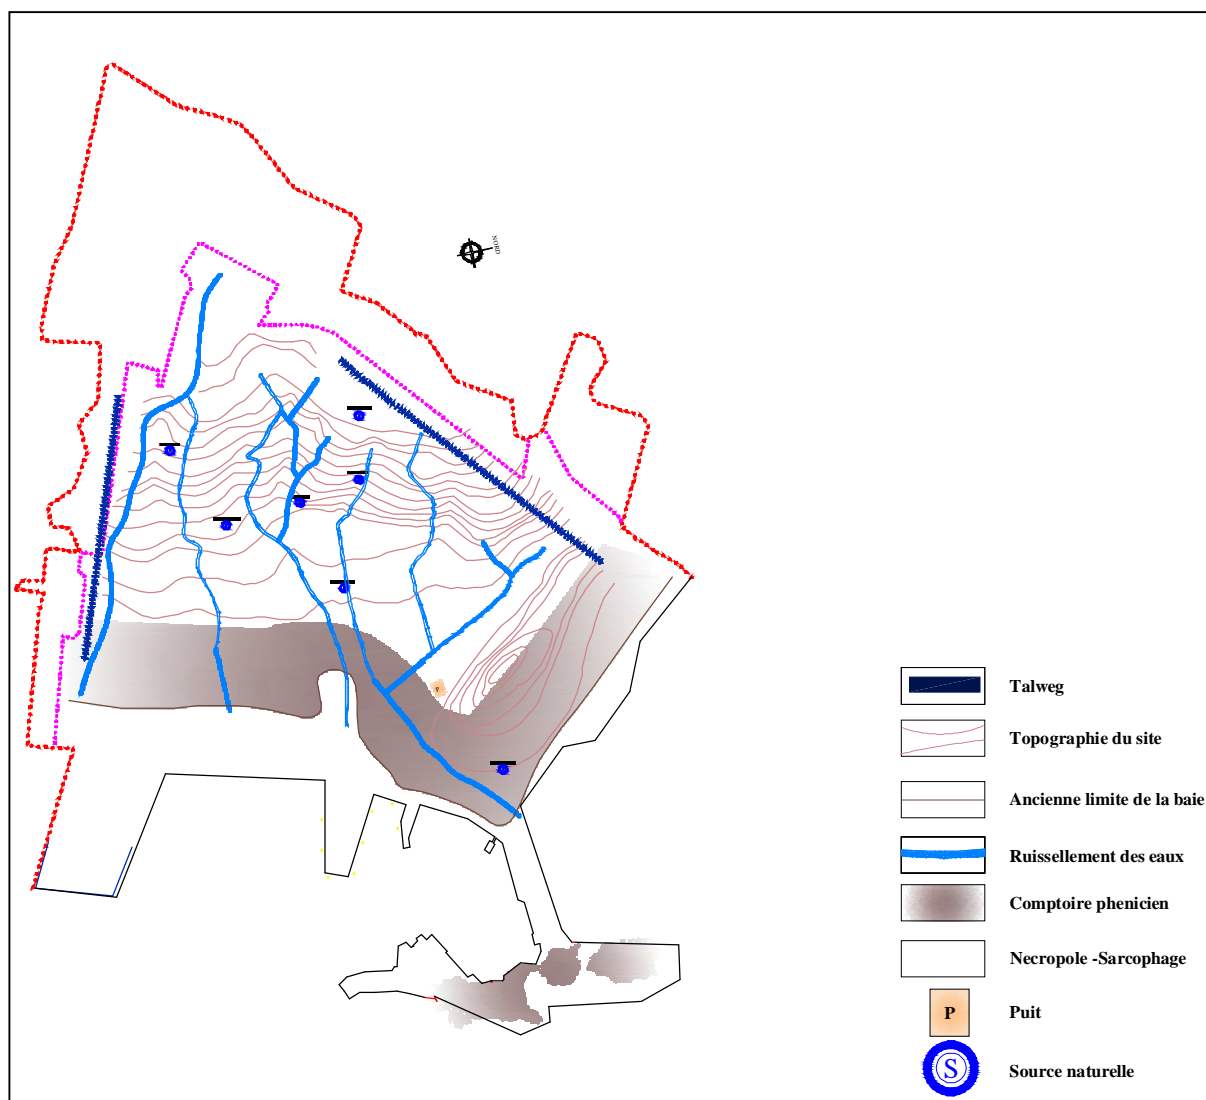 NORD
P
Talweg
Topographie du site
Ancienne limite de la baie
Ruissellement des eaux
Comptoire phenicien
Necropole -Sarcophage
P
Puit
S
Source naturelle